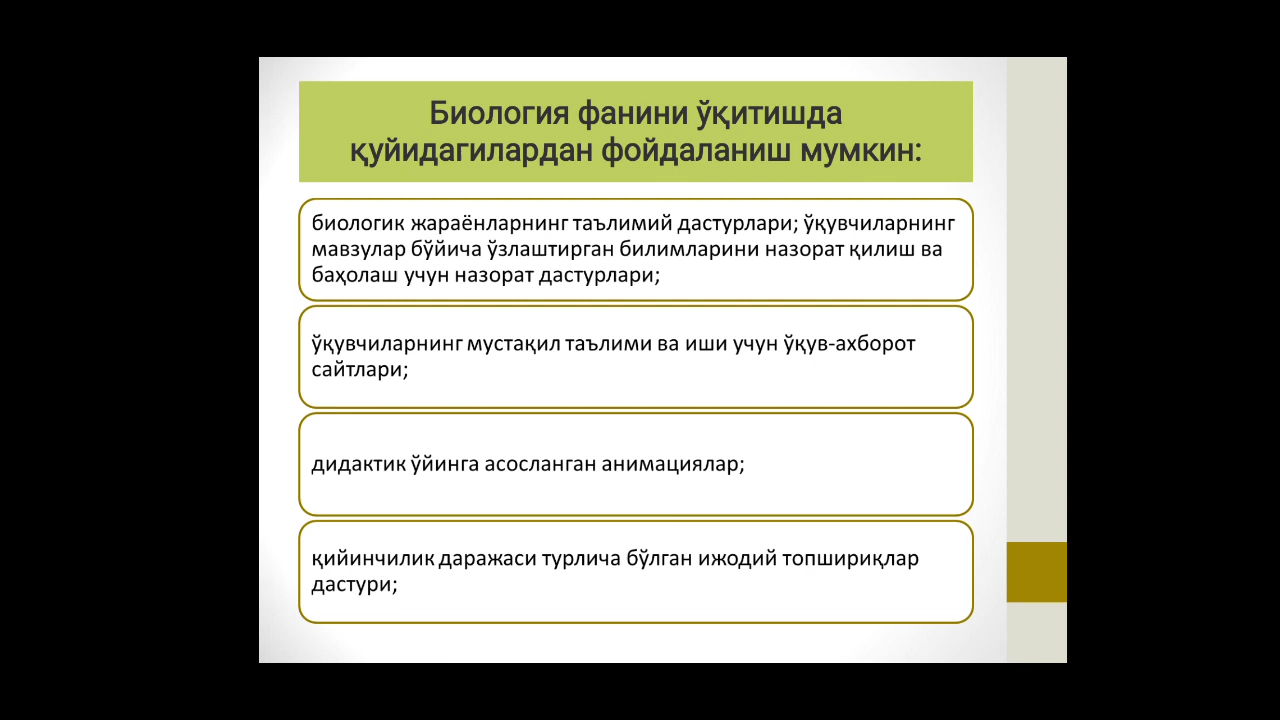 Биология фанини ўқитишда
қуйидагилардан фойдаланиш мумкин:
биологик жараёнларнинг таълимий дастурлари; ўқувчиларнинг
мавзулар бўйича ўзлаштирган билимларини назорат қилиш ва
баҳолаш учун назорат дастурлари;
ўқувчиларнинг мустақил таълими ва иши учун ўқув-ахборот
сайтлари;
дидактик ўйинга асосланган анимациялар;
қийинчилик даражаси турлича бўлган ижодий топшириқлар
дастури;